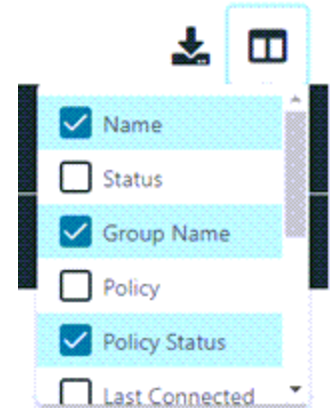 Name
Status
Group Name
Policy
Policy Status
Last Connected